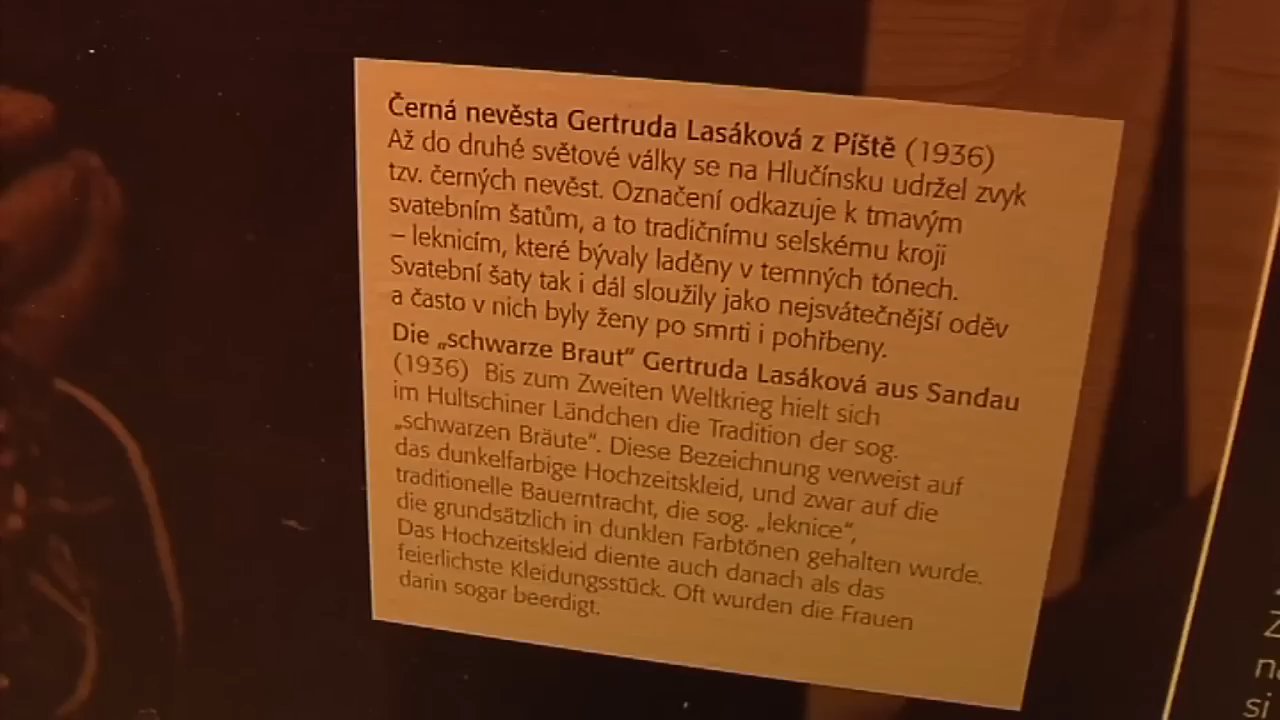 Černá nevěsta Gertruda Lasáková z Píště (1936)
Až do druhé světové války se na Hlučínsku udržel zvyk
tzv. černých nevěst. Označení odkazuje k tmavým
svatebním šatům, a to tradičnímu selskému kroji
– leknicím, které bývaly laděny v temných tónech.
Svatební šaty tak i dál sloužily jako nejsvátečnější oděv
a často v nich byly ženy po smrti i pohřbeny.
Die „schwarze Braut“ Gertruda Lasáková aus Sandau
(1936) Bis zum Zweiten Weltkrieg hielt sich
im Hultschiner Ländchen die Tradition der sog.
„schwarzen Bräute“. Diese Bezeichnung verweist auf
das dunkelfarbige Hochzeitskleid, und zwar auf die
traditionelle Bauerntracht, die sog. „leknice“,
die grundsätzlich in dunklen Farbtönen gehalten wurde.
Das Hochzeitskleid diente auch danach als das
feierlichste Kleidungsstück. Oft wurden die Frauen
darin sogar beerdigt.
si